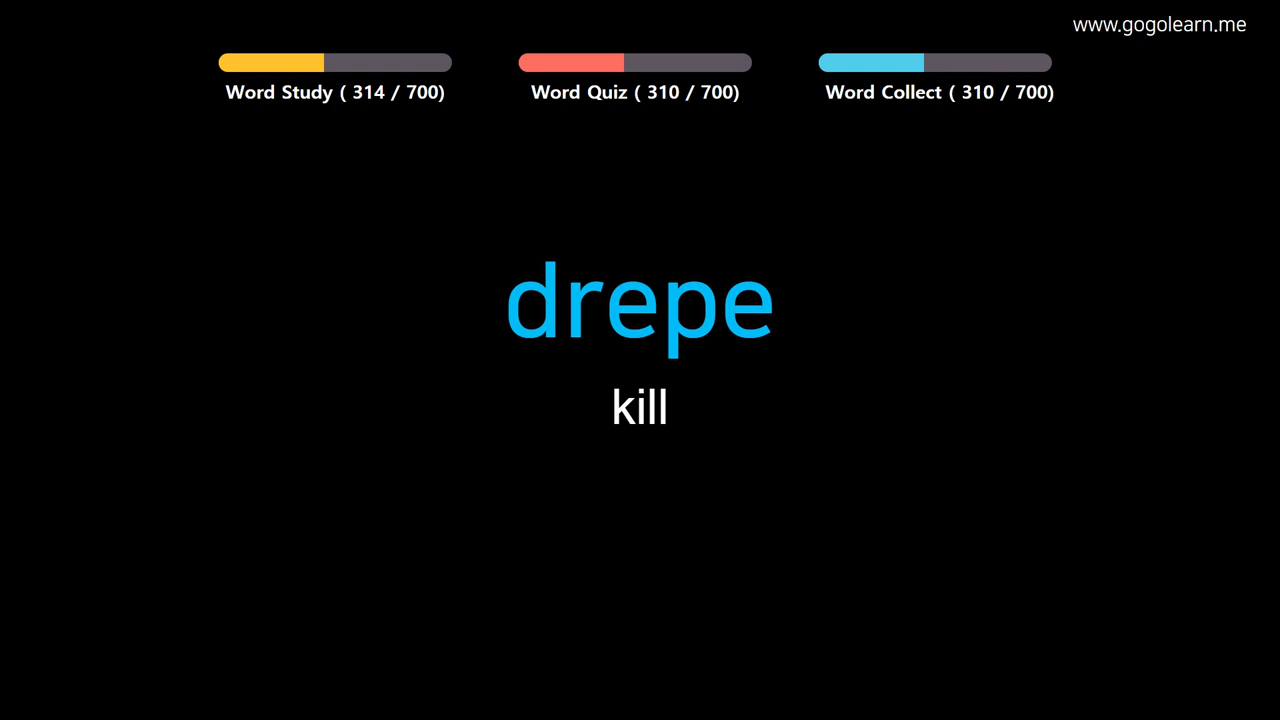 www.gogolearn.me
Word Study ( 314 / 700)
Word Quiz ( 310 / 700)
Word Collect ( 310 / 700)
drepe
kill